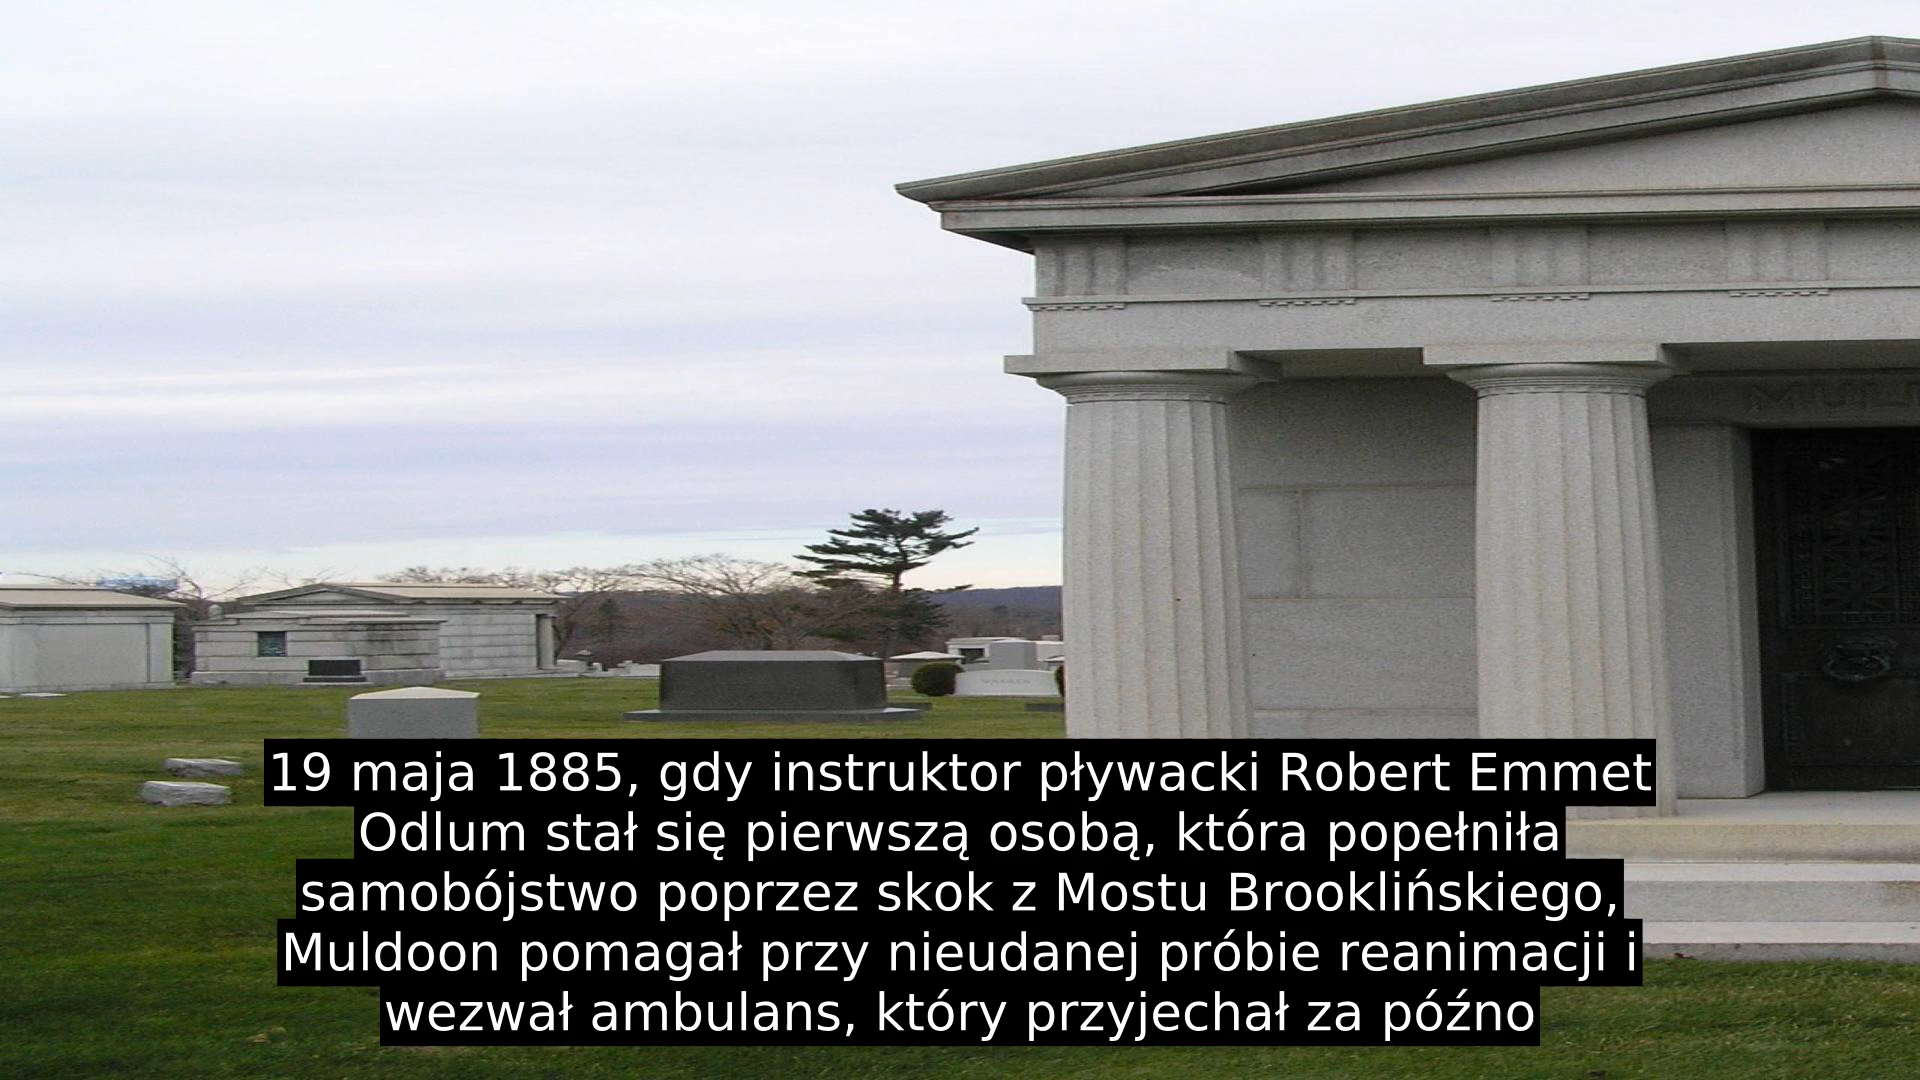 MUL
19 maja 1885, gdy instruktor pływacki Robert Emmet
Odlum stał się pierwszą osobą, która popełniła
samobójstwo poprzez skok z Mostu Brooklińskiego,
Muldoon pomagał przy nieudanej próbie reanimacji i
wezwał ambulans, który przyjechał za późno